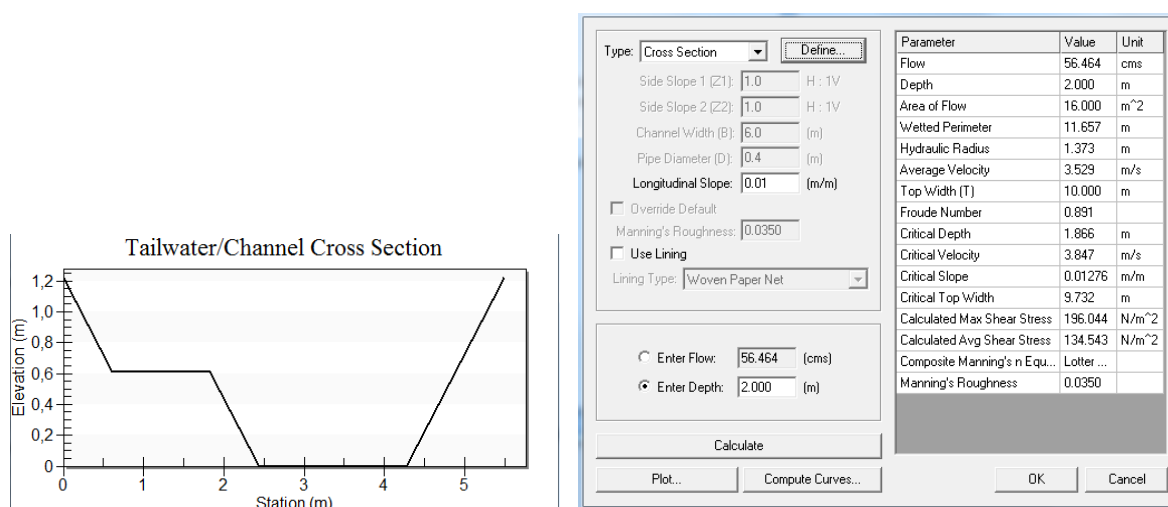 Tailwater/Channel Cross Section
Elevation (m)
1,2
1,0
0,8
0,6
0,4
0,2
0
0 1 2 3 4 5
Station (m)
Type: Cross Section Define...
Side Slope 1 (Z1): 1.0 H : 1V
Side Slope 2 (Z2): 1.0 H : 1V
Channel Width (B): 6.0 (m)
Pipe Diameter (D): 0.4 (m)
Longitudinal Slope: 0.01 (m/m)
Override Default
Manning's Roughness: 0.0350
Use Lining
Lining Type: Woven Paper Net
Enter Flow: 56.464 (cms)
Enter Depth: 2.000 (m)
Calculate
Plot... Compute Curves...
Parameter Value Unit
Flow 56.464 cms
Depth 2.000 m
Area of Flow 16.000 m^2
Wetted Perimeter 11.657 m
Hydraulic Radius 1.373 m
Average Velocity 3.529 m/s
Top Width (T) 10.000 m
Froude Number 0.891
Critical Depth 1.866 m
Critical Velocity 3.847 m/s
Critical Slope 0.01276 m/m
Critical Top Width 9.732 m
Calculated Max Shear Stress 196.044 N/m^2
Calculated Avg Shear Stress 134.543 N/m^2
Composite Manning's n Equ... Lotter ...
Manning's Roughness 0.0350
OK Cancel